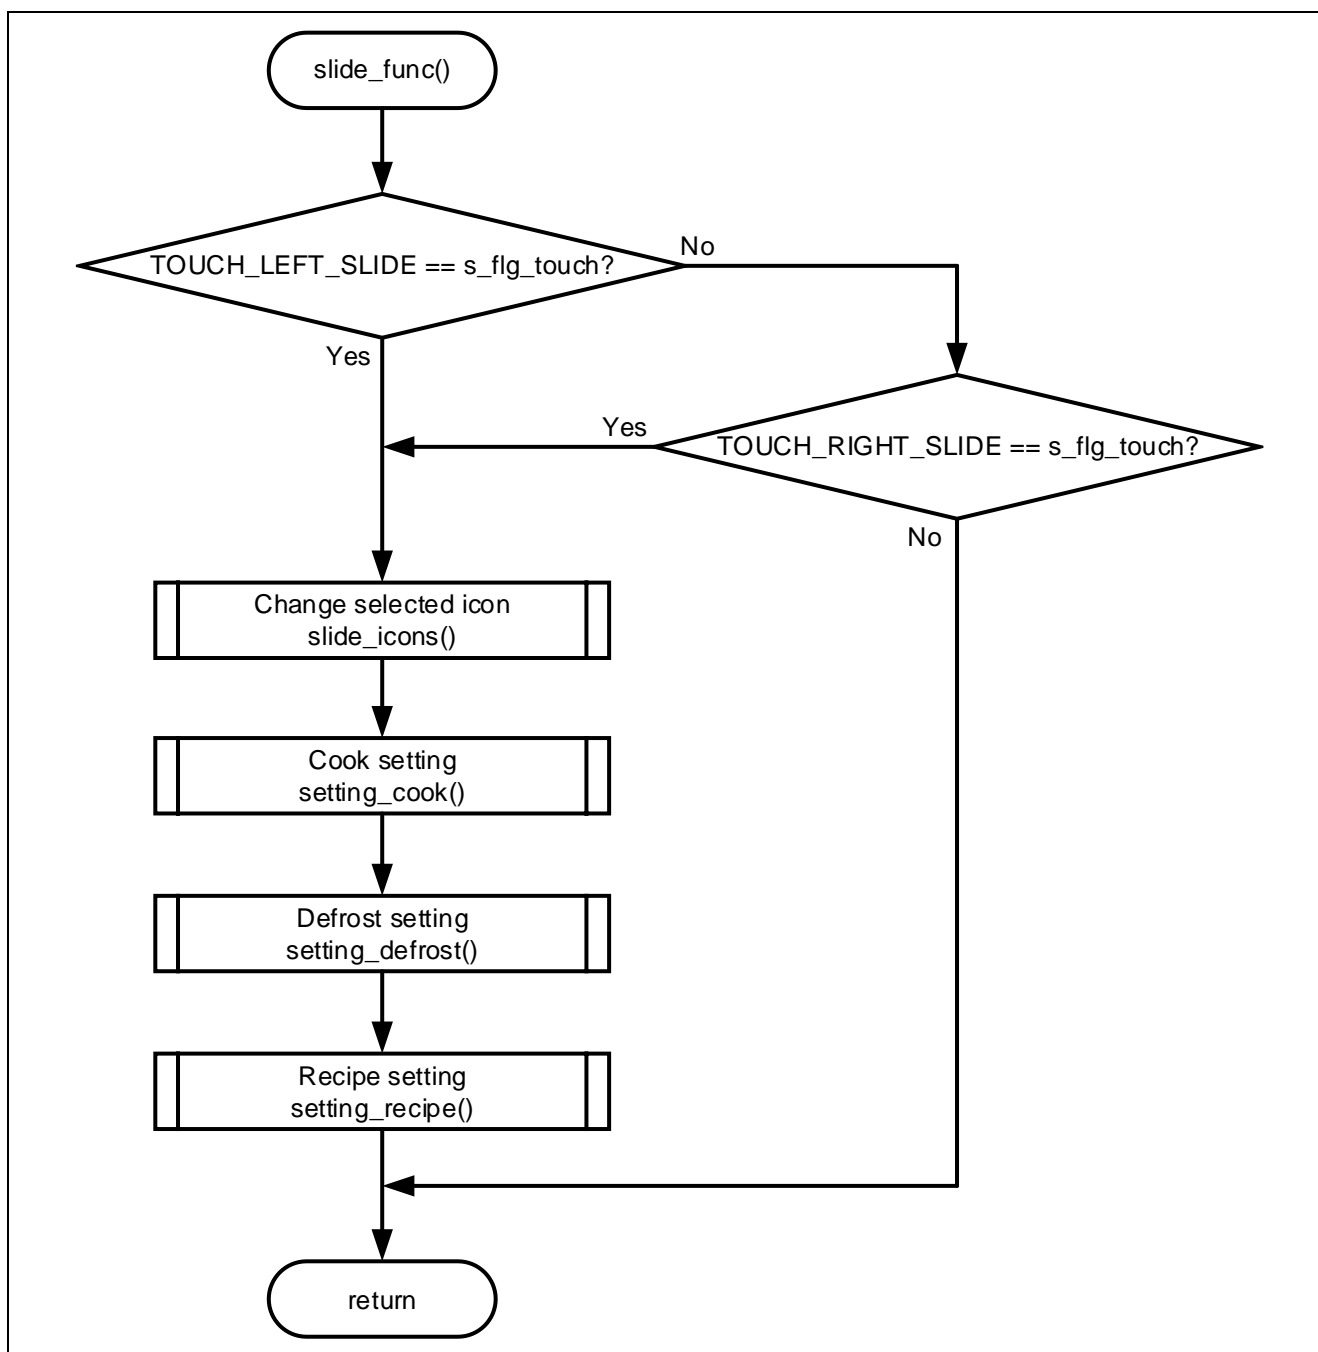 slide_func()
TOUCH_LEFT_SLIDE == s_flg_touch?
No
Yes
Yes
TOUCH_RIGHT_SLIDE == s_flg_touch?
No
Change selected icon
slide_icons()
Cook setting
setting_cook()
Defrost setting
setting_defrost()
Recipe setting
setting_recipe()
return